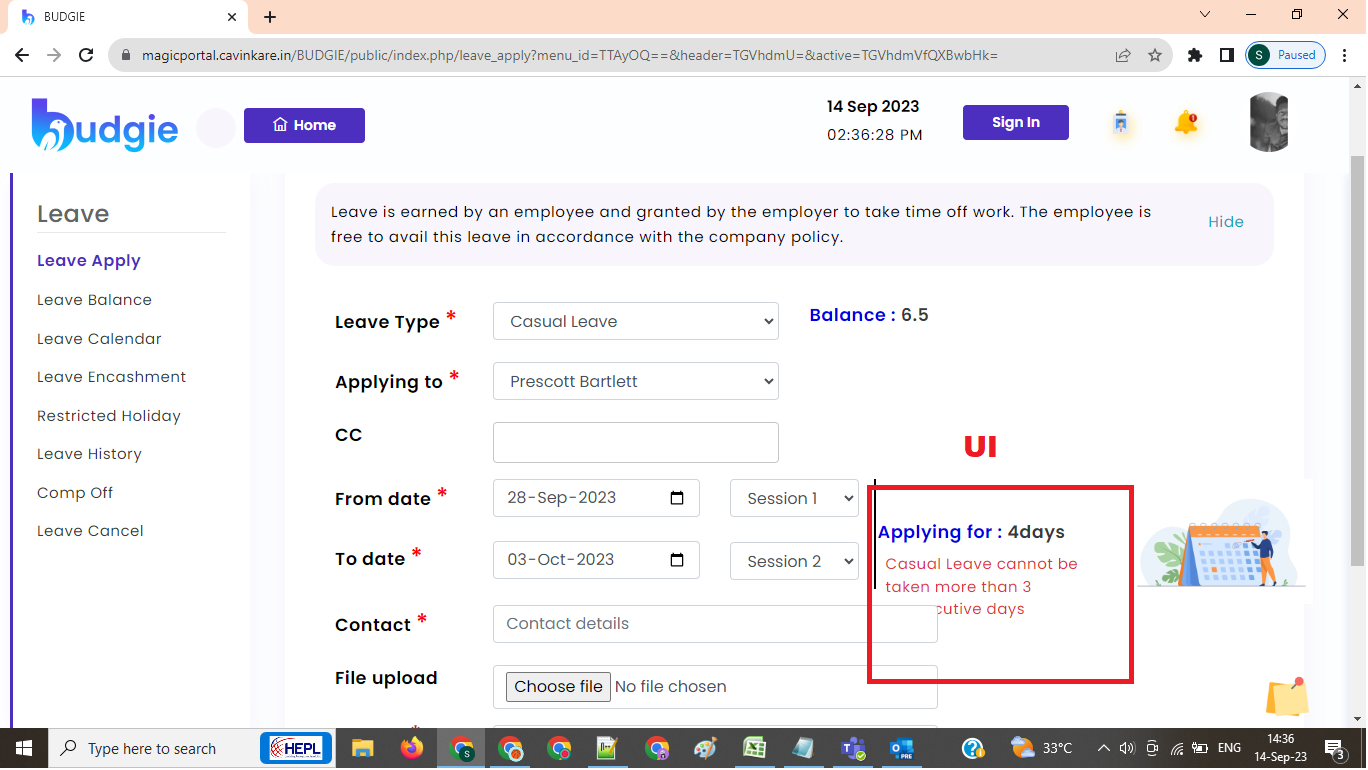 BUDGIE
magicportal.cavinkare.in/BUDGIE/public/index.php/leave_apply?menu_id=TTAyOQ==&header=TGVhdmU=&active=TGVhdmVfQXBwbHk=
S Paused
budgie
Home
14 Sep 2023
02:36:28 PM
Sign In
1
Leave
Leave Apply
Leave Balance
Leave Calendar
Leave Encashment
Restricted Holiday
Leave History
Comp Off
Leave Cancel
Leave is earned by an employee and granted by the employer to take time off work. The employee is
free to avail this leave in accordance with the company policy.
Hide
Leave Type *
Casual Leave
Balance : 6.5
Applying to *
Prescott Bartlett
CC
UI
From date *
28-Sep-2023
Session 1
To date *
03-Oct-2023
Session 2
Applying for : 4days
Casual Leave cannot be
taken more than 3
cutive days
Contact *
Contact details
File upload
Choose file No file chosen
Type here to search
HEPL
S
33°C
ENG
14:36
14-Sep-23
3